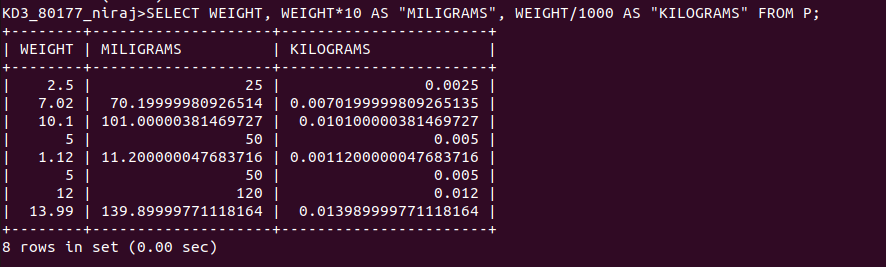 KD3_80177_niraj>SELECT WEIGHT, WEIGHT*10 AS "MILIGRAMS", WEIGHT/1000 AS "KILOGRAMS" FROM P;
+--------+--------------------+-----------------------+
| WEIGHT | MILIGRAMS          | KILOGRAMS             |
+--------+--------------------+-----------------------+
|    2.5 |                 25 |                0.0025 |
|   7.02 |  70.19999980926514 | 0.0070199999809265135 |
|   10.1 | 101.00000381469727 |  0.010100000381469727 |
|      5 |                 50 |                 0.005 |
|   1.12 | 11.200000047683716 | 0.0011200000047683716 |
|      5 |                 50 |                 0.005 |
|     12 |                120 |                 0.012 |
|  13.99 | 139.89999771118164 |  0.013989999771118164 |
+--------+--------------------+-----------------------+
8 rows in set (0.00 sec)